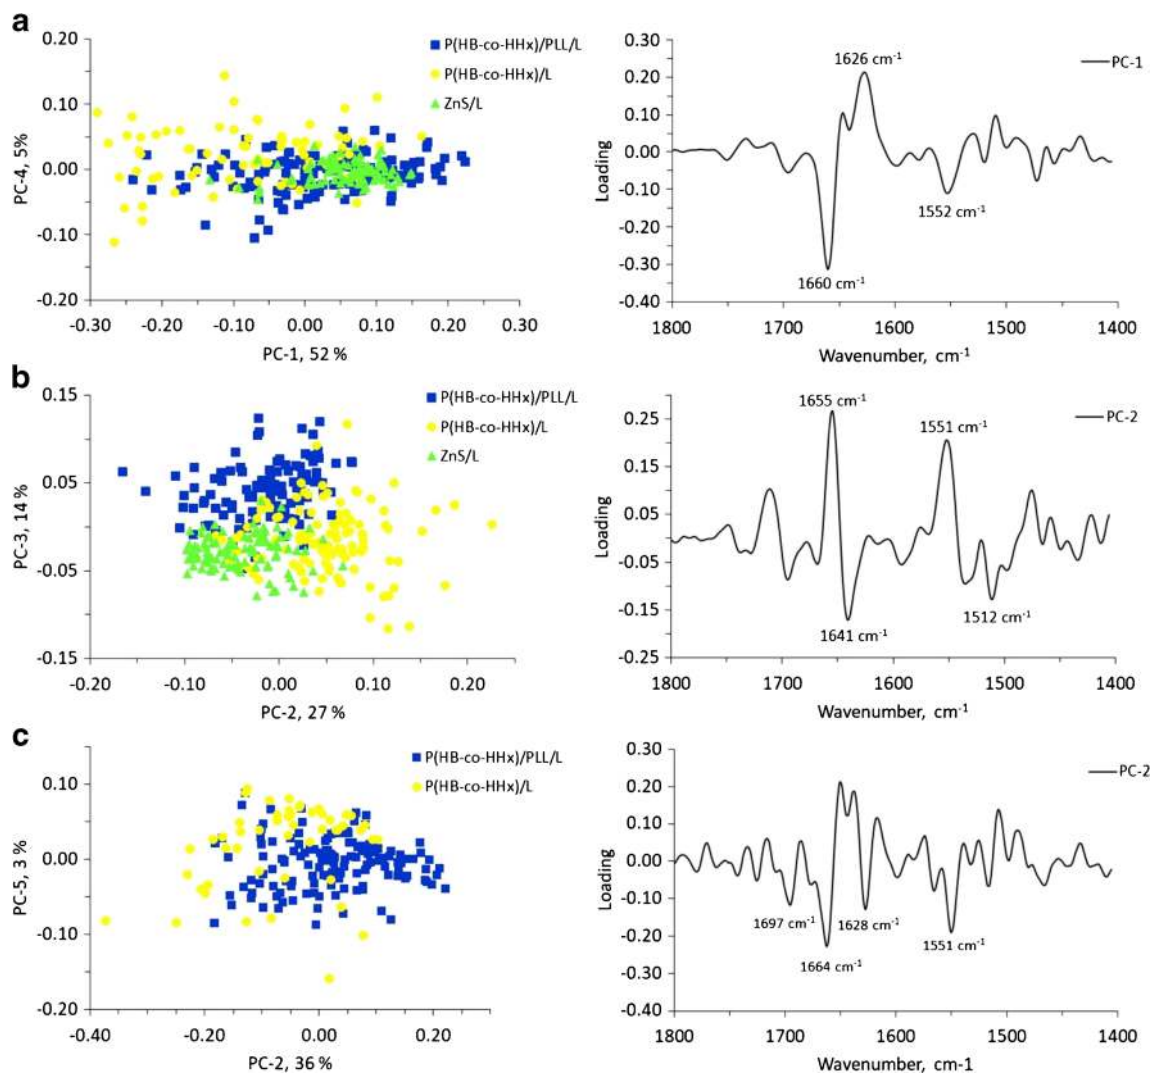 a
0.20
0.10
0.00
-0.10
-0.20
PC-4, 5%
-0.30
-0.10
0.00
0.10
0.30
PC-1, 52 %
P(HB-co-HHx)/PLL/L
P(HB-co-HHx)/L
ZnS/L
0.30
0.20
0.10
0.00
-0.10
-0.20
-0.30
-0.40
Loading
1626 cm-1
PC-1
1552 cm-1
1660 cm-1
1800
1700
1600
1500
1400
Wavenumber, cm-1
b
0.15
0.05
-0.05
-0.15
PC-3, 14 %
-0.20
-0.10
0.00
0.10
0.20
PC-2, 27 %
P(HB-co-HHx)/PLL/L
P(HB-co-HHx)/L
ZnS/L
0.25
0.15
0.05
-0.05
-0.15
-0.25
Loading
1655 cm-1
1551 cm-1
PC-2
1641 cm-1
1512 cm-1
1800
1700
1600
1500
1400
Wavenumber, cm-1
c
0.10
0.00
-0.10
-0.20
PC-5, 3 %
-0.40
-0.20
0.00
0.20
PC-2, 36 %
P(HB-co-HHx)/PLL/L
P(HB-co-HHx)/L
0.30
0.20
0.10
0.00
-0.10
-0.20
-0.30
-0.40
Loading
PC-2
1697 cm-1
1628 cm-1
1664 cm-1
1551 cm-1
1800
1700
1600
1500
1400
Wavenumber, cm-1